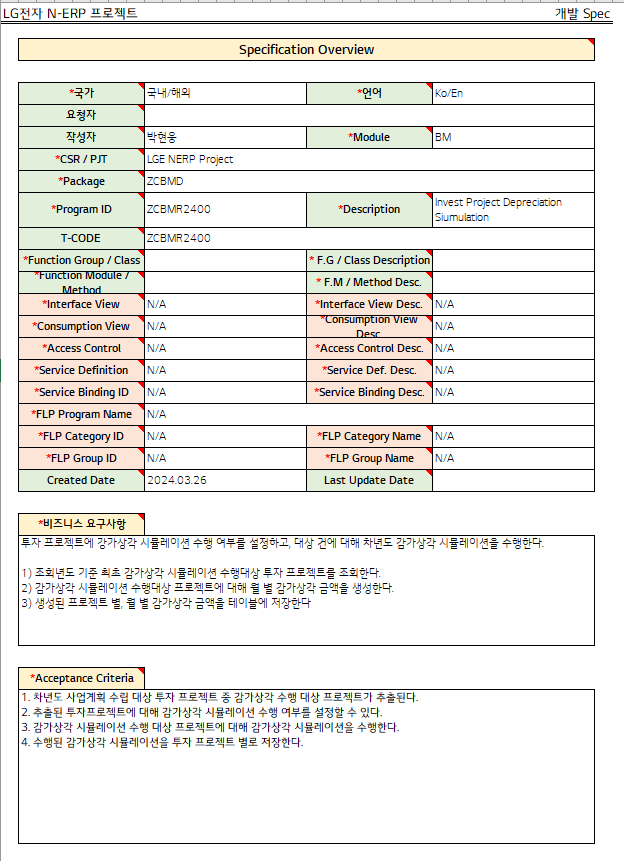 LG전자 N-ERP 프로젝트 개발 Spec
Specification Overview
*국가 국내/해외 *언어 Ko/En
요청자
작성자 박현웅 *Module BM
*CSR / PJT LGE NERP Project
*Package ZCBMD
*Program ID ZCBMR2400 *Description Invest Project Depreciation
Siumulation
T-CODE ZCBMR2400
*Function Group / Class * F.G / Class Description
*Function Module /
Method * F.M / Method Desc.
*Interface View N/A *Interface View Desc. N/A
*Consumption View N/A *Consumption View
Desc N/A
*Access Control N/A *Access Control Desc. N/A
*Service Definition N/A *Service Def. Desc. N/A
*Service Binding ID N/A *Service Binding Desc. N/A
*FLP Program Name N/A
*FLP Category ID N/A *FLP Category Name N/A
*FLP Group ID N/A *FLP Group Name N/A
Created Date 2024.03.26 Last Update Date
*비즈니스 요구사항
투자 프로젝트에 강가상각 시뮬레이션 수행 여부를 설정하고, 대상 건에 대해 차년도 감가상각 시뮬레이션을 수행한다.
1) 조회년도 기준 최초 감가상각 시뮬레이션 수행대상 투자 프로젝트를 조회한다.
2) 감가상각 시뮬레이션 수행대상 프로젝트에 대해 월 별 감가상각 금액을 생성한다.
3) 생성된 프로젝트 별, 월 별 감가상각 금액을 테이블에 저장한다
*Acceptance Criteria
1. 차년도 사업계획 수립 대상 투자 프로젝트 중 감가상각 수행 대상 프로젝트가 추출된다.
2. 추출된 투자프로젝트에 대해 감가상각 시뮬레이션 수행 여부를 설정할 수 있다.
3. 감가상각 시뮬레이션 수행 대상 프로젝트에 대해 감가상각 시뮬레이션을 수행한다.
4. 수행된 감가상각 시뮬레이션을 투자 프로젝트 별로 저장한다.